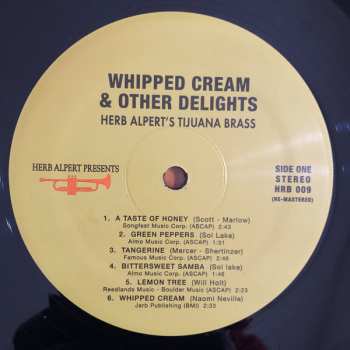 WHIPPED CREAM
& OTHER DELIGHTS
HERB ALPERT'S TIJUANA BRASS
HERB ALPERT PRESENTS
SIDE ONE
STEREO
HRB 009
(RE-MASTERED)
1. A TASTE OF HONEY (Scott - Marlow)
Songfest Music Corp. (ASCAP) 2:43
2. GREEN PEPPERS (Sol Lake)
Almo Music Corp. (ASCAP) 1:31
3. TANGERINE (Mercer - Shertinzer)
Famous Music Corp. (ASCAP) 2:46
4. BITTERSWEET SAMBA (Sol lake)
Almo Music Corp. (ASCAP) 1:46
5. LEMON TREE (Will Holt)
Reedlands Music - Boulder Music (ASCAP) 2:23
6. WHIPPED CREAM (Naomi Neville)
Jarb Publishing (BMI) 2:33